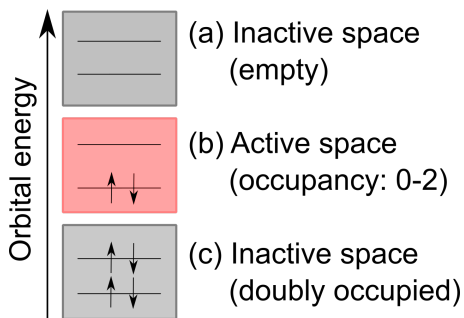 Orbital energy
(a) Inactive space
(empty)
(b) Active space
(occupancy: 0-2)
(c) Inactive space
(doubly occupied)